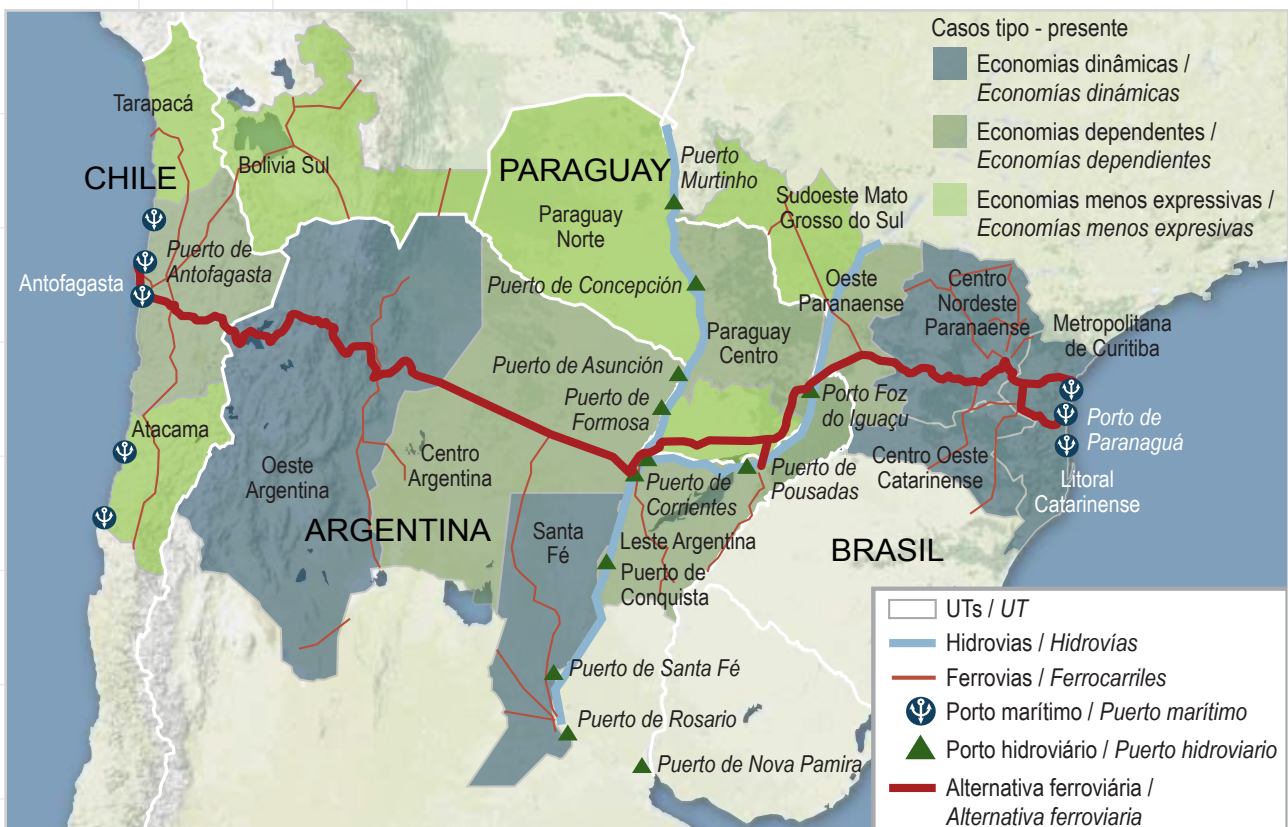 Casos tipo - presente
Economias dinâmicas /
Economías dinámicas
Economias dependentes /
Economías dependientes
Economias menos expressivas /
Economías menos expresivas
Tarapacá
CHILE
Bolivia Sul
PARAGUAY
Puerto
Murtinho
Sudoeste Mato
Grosso do Sul
Paraguay
Norte
Puerto de
Antofagasta
Antofagasta
Puerto de Concepción
Oeste
Paranaense
Centro
Nordeste
Paranaense
Metropolitana
de Curitiba
Paraguay
Centro
Puerto de Asunción
Puerto de
Formosa
Porto Foz
do Iguaçú
Porto de
Paranaguá
Atacama
Oeste
Argentina
Centro
Argentina
Puerto de
Corrientes
Puerto de
Pousadas
Centro Oeste
Catarinense
Litoral
Catarinense
ARGENTINA
Santa
Fé
Leste Argentina
Puerto de
Conquista
BRASIL
Puerto de Santa Fé
Puerto de Rosario
Puerto de Nova Pamira
UTs / UT
Hidrovias / Hidrovías
Ferrovias / Ferrocarriles
Porto marítimo / Puerto marítimo
Porto hidroviário / Puerto hidroviario
Alternativa ferroviária /
Alternativa ferroviaria